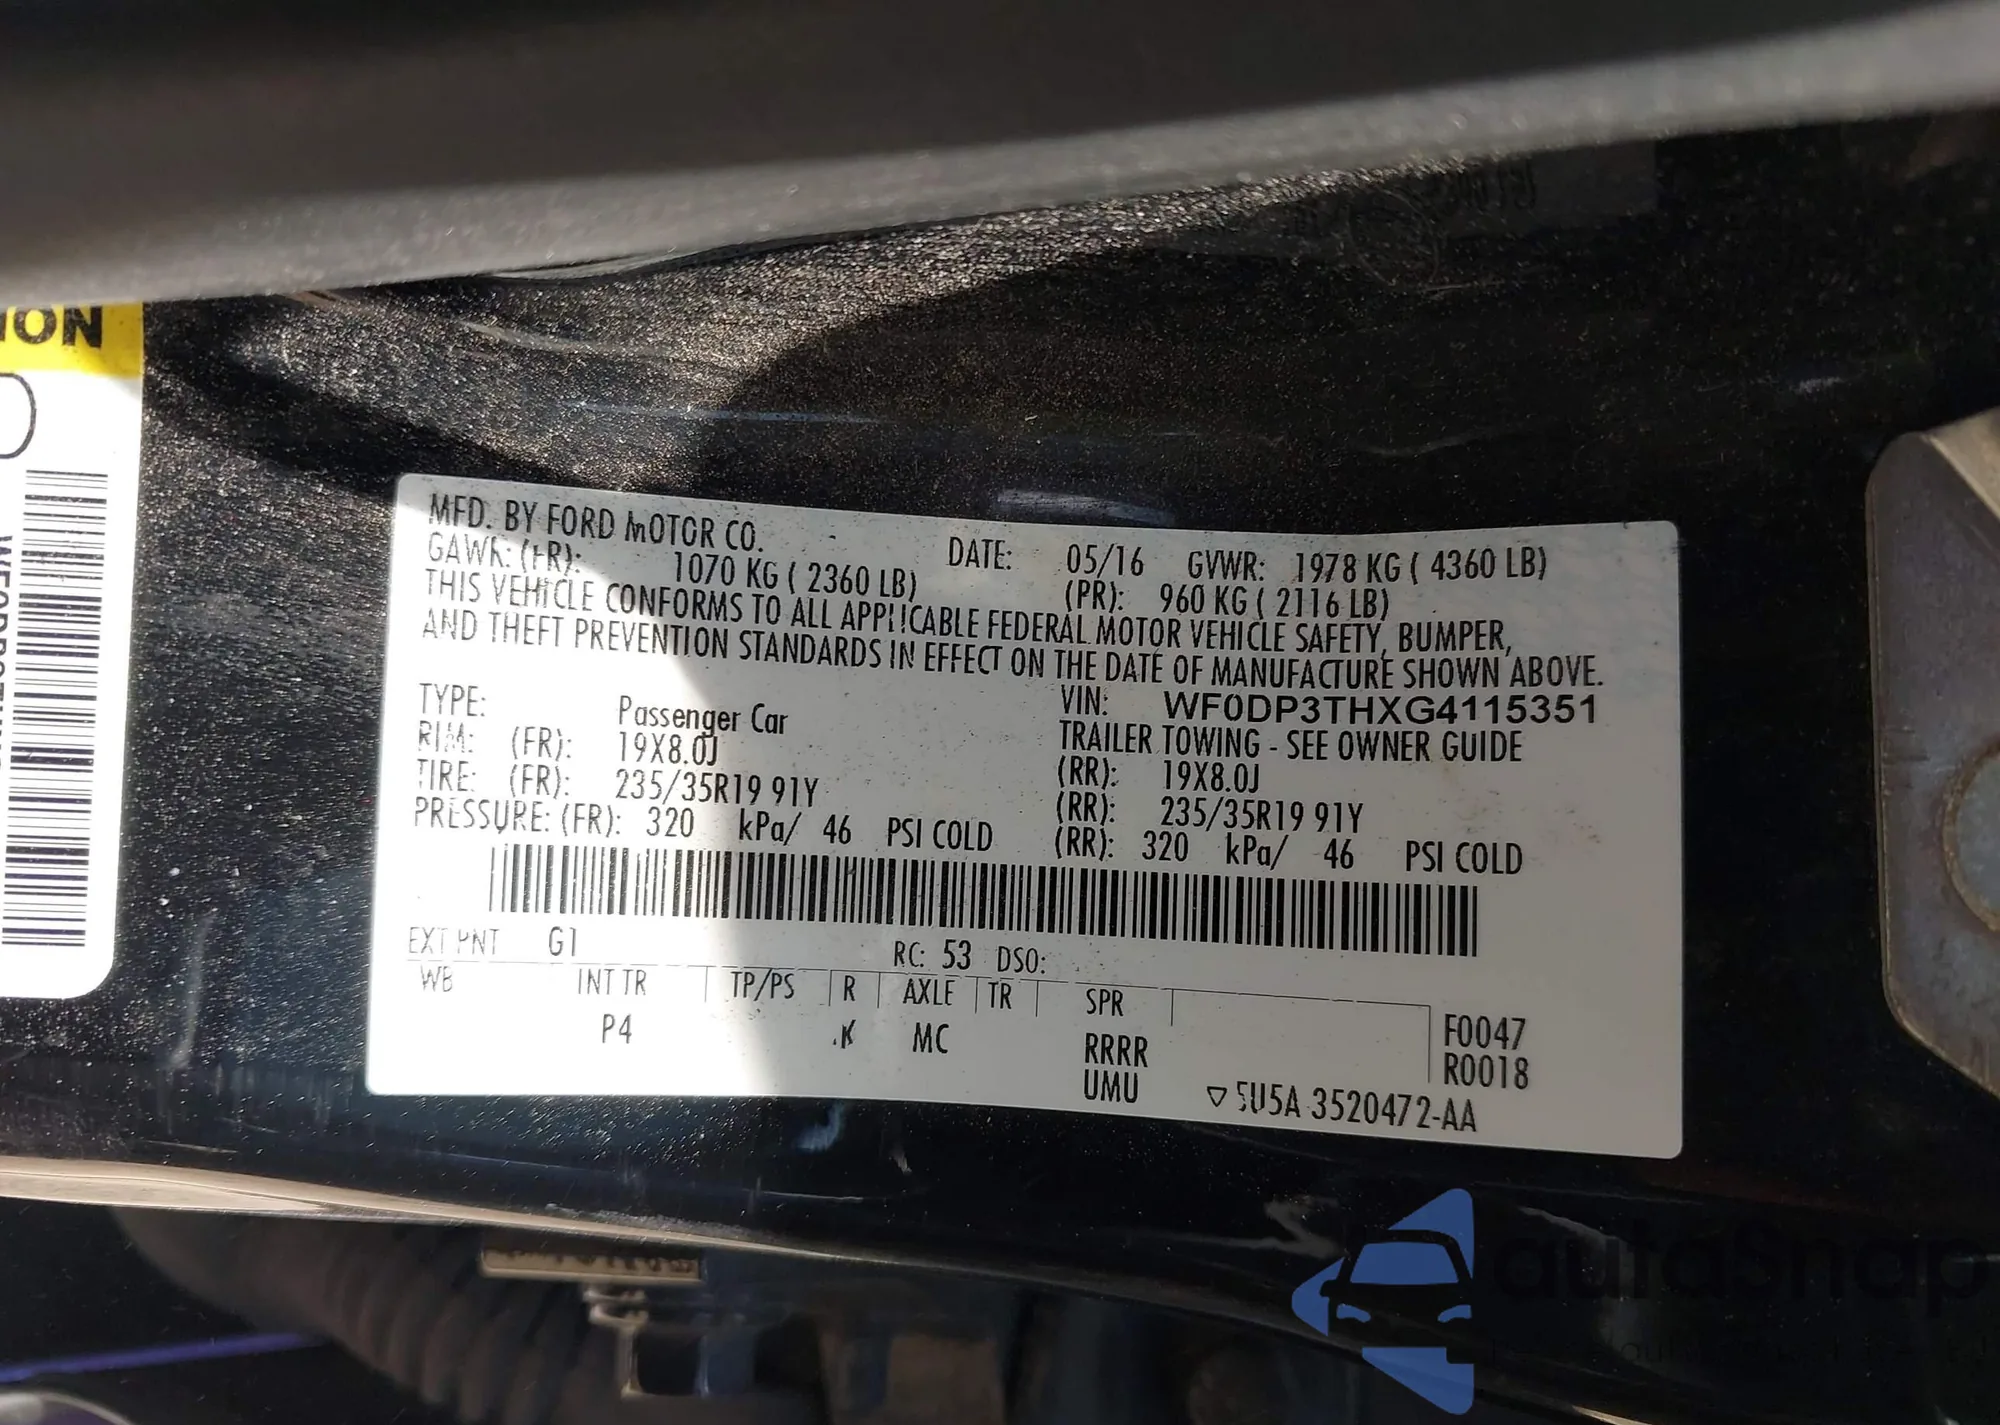 ION
MFD. BY FORD MOTOR CO. DATE: 05/16 GVWR: 1978 KG ( 4360 LB)
GAWR: (FR): 1070 KG ( 2360 LB) (PR): 960 KG ( 2116 LB)
THIS VEHICLE CONFORMS TO ALL APPLICABLE FEDERAL MOTOR VEHICLE SAFETY, BUMPER,
AND THEFT PREVENTION STANDARDS IN EFFECT ON THE DATE OF MANUFACTURE SHOWN ABOVE.
TYPE: Passenger Car VIN: WF0DP3THXG4115351
TRAILER TOWING - SEE OWNER GUIDE
RIM: (FR): 19X8.0J (RR): 19X8.0J
TIRE: (FR): 235/35R19 91Y (RR): 235/35R19 91Y
PRESSURE: (FR): 320 kPa/ 46 PSI COLD (RR): 320 kPa/ 46 PSI COLD
EXT PNT G1 RC: 53 DSO:
WB INT TR TP/PS R AXLE TR SPR
P4 K MC RRRR F0047
UMU R0018
5U5A 3520472-AA
autosnap